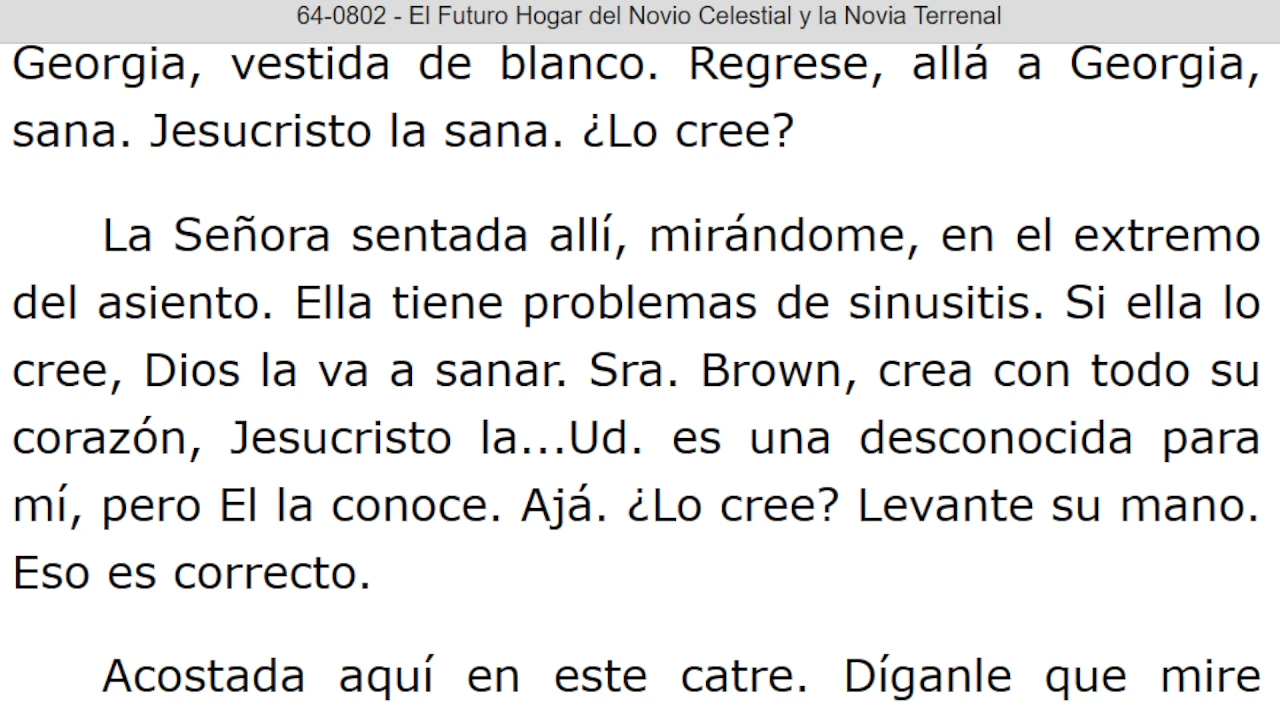 64-0802 - El Futuro Hogar del Novio Celestial y la Novia Terrenal
Georgia, vestida de blanco. Regrese, allá a Georgia,
sana. Jesucristo la sana. ¿Lo cree?
La Señora sentada allí, mirándome, en el extremo
del asiento. Ella tiene problemas de sinusitis. Si ella lo
cree, Dios la va a sanar. Sra. Brown, crea con todo su
corazón, Jesucristo la...Ud. es una desconocida para
mí, pero El la conoce. Ajá. ¿Lo cree? Levante su mano.
Eso es correcto.
Acostada aquí en este catre. Díganle que mire